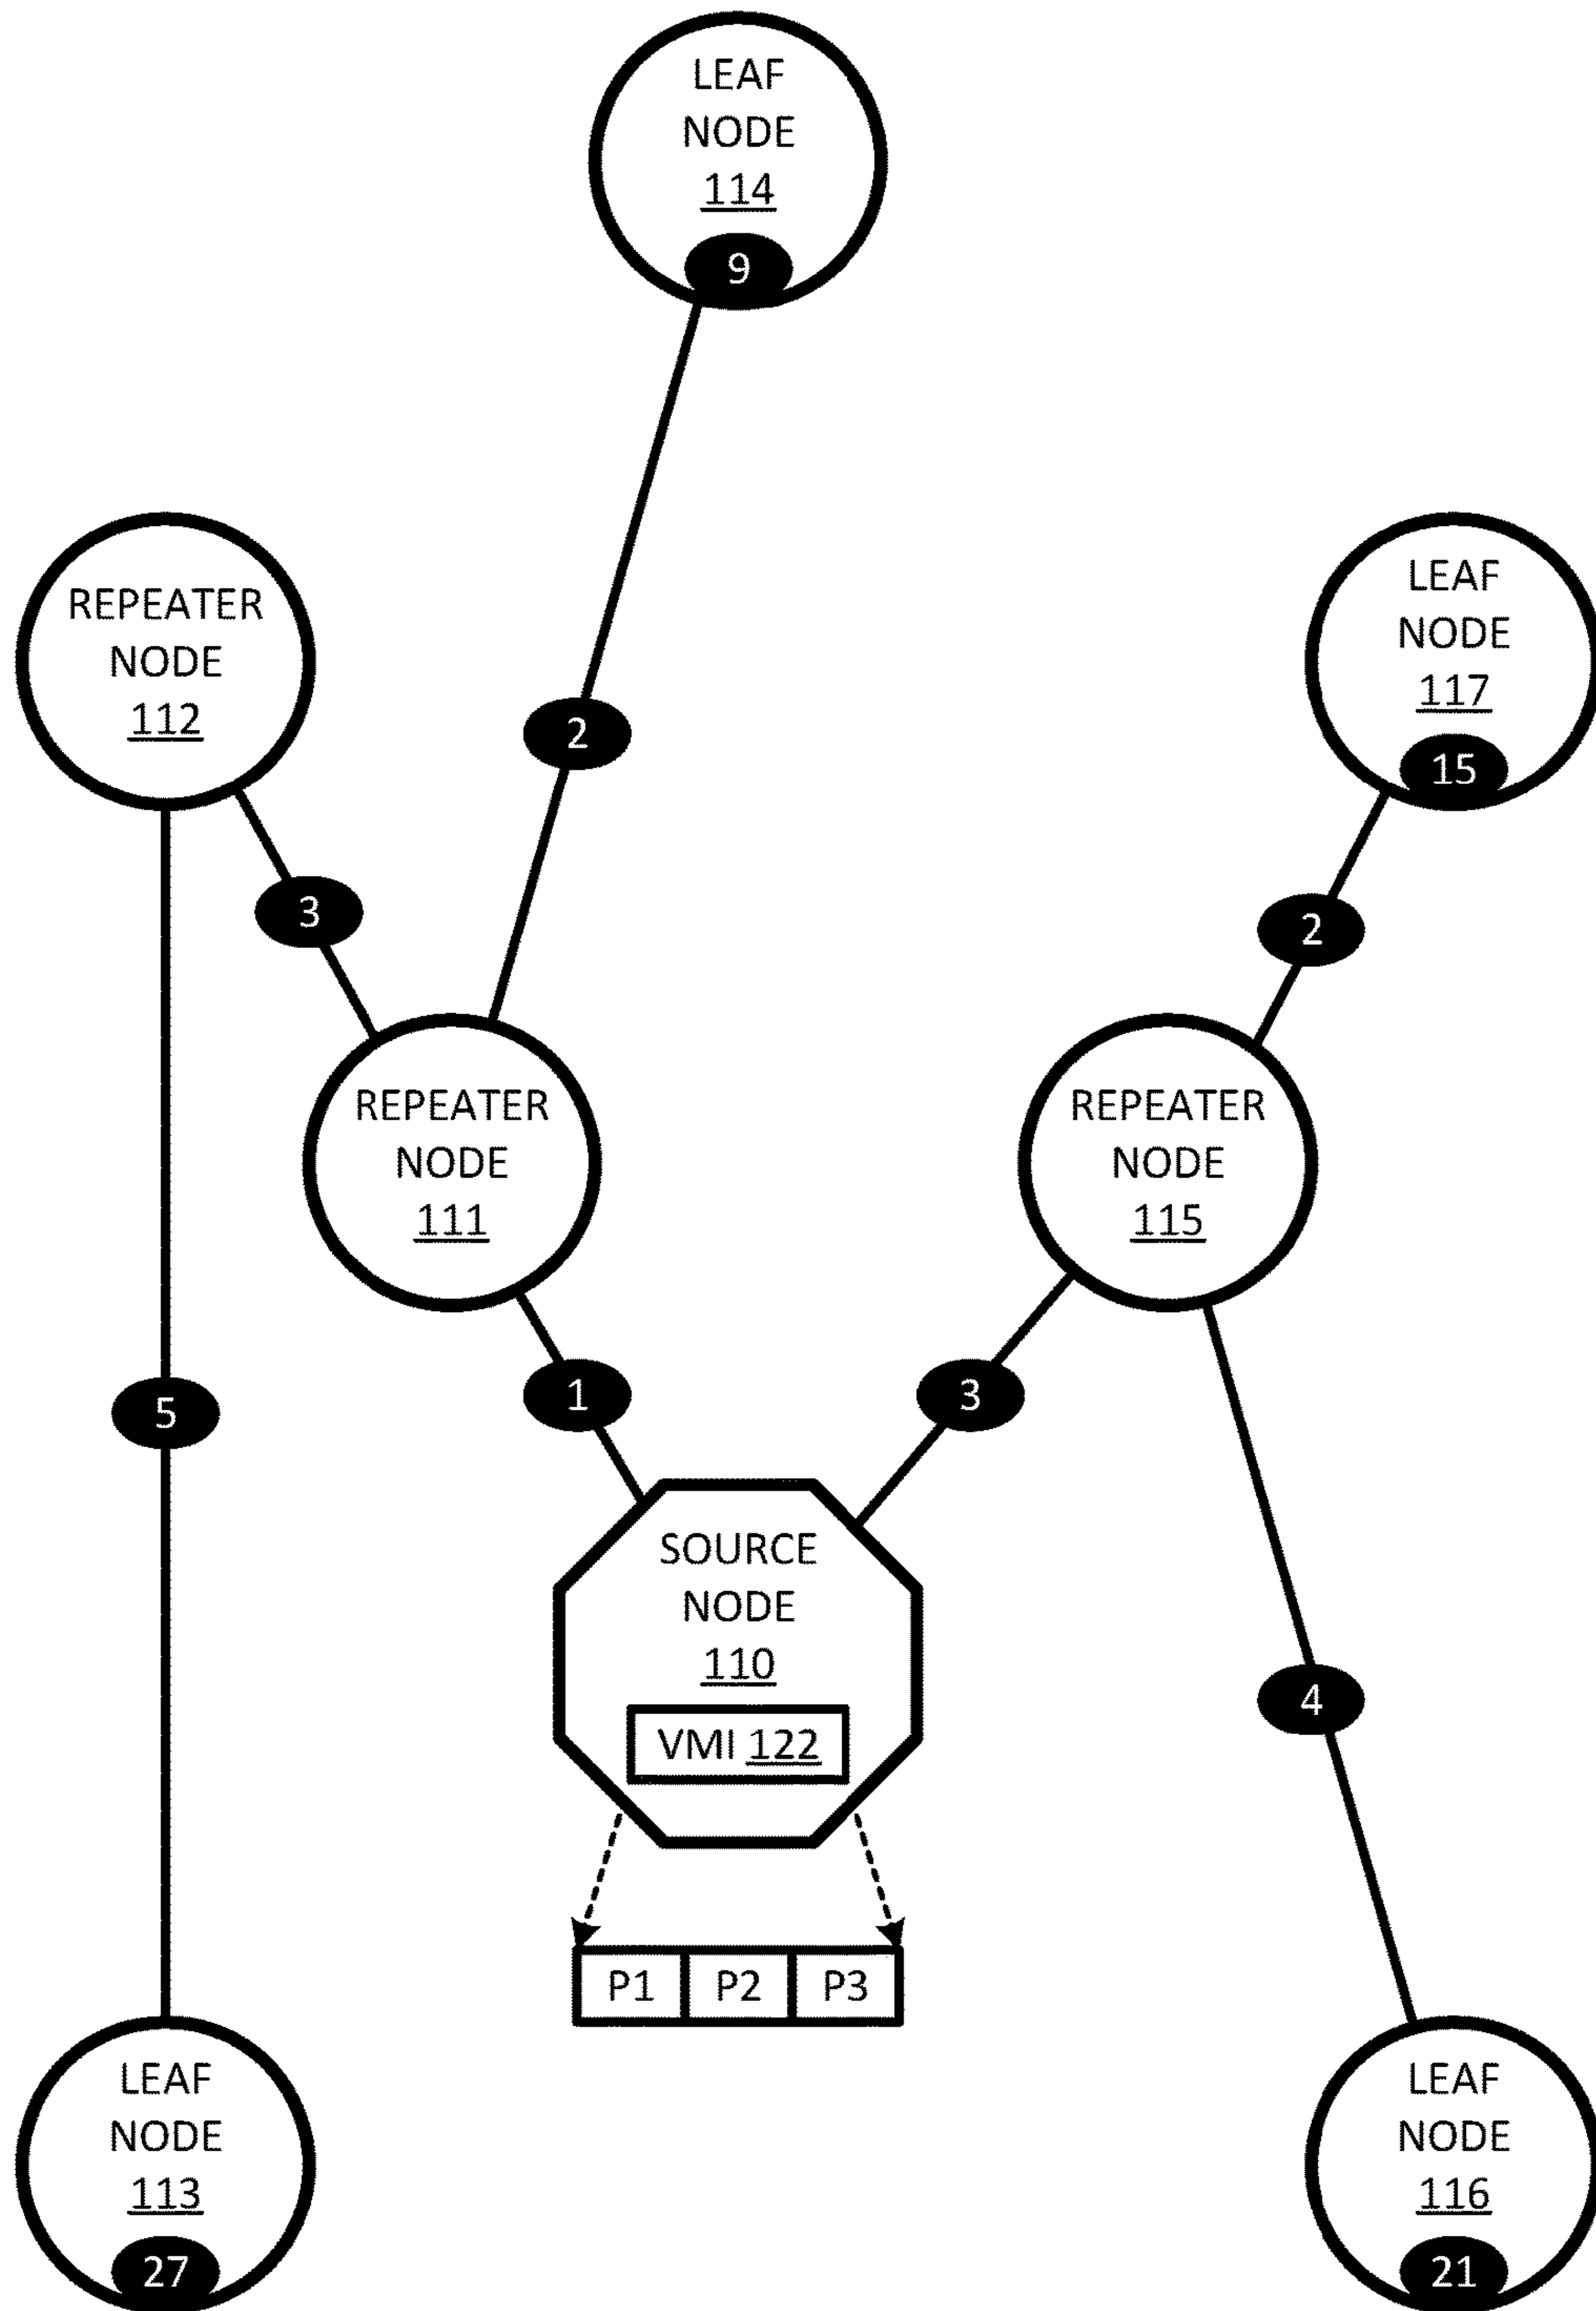 LEAF
NODE
114
9
REPEATER
NODE
112
LEAF
NODE
117
15
2
3
2
REPEATER
NODE
111
REPEATER
NODE
115
5
1
3
SOURCE
NODE
110
VMI 122
4
P1 P2 P3
LEAF
NODE
113
27
LEAF
NODE
116
21